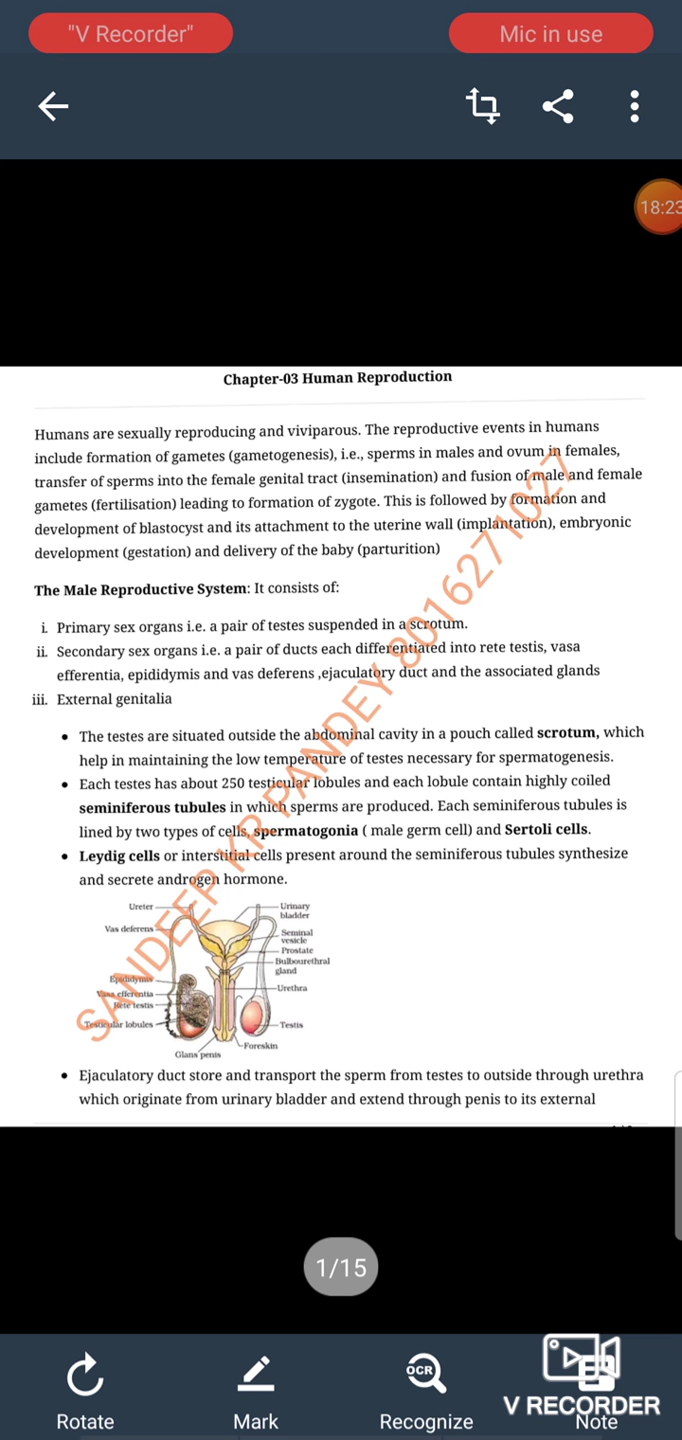 "V Recorder"
Mic in use
18:23
Chapter-03 Human Reproduction
Humans are sexually reproducing and viviparous. The reproductive events in humans
include formation of gametes (gametogenesis), i.e., sperms in males and ovum in females,
transfer of sperms into the female genital tract (insemination) and fusion of male and female
gametes (fertilisation) leading to formation of zygote. This is followed by formation and
development of blastocyst and its attachment to the uterine wall (implantation), embryonic
development (gestation) and delivery of the baby (parturition)
The Male Reproductive System: It consists of:
i. Primary sex organs i.e. a pair of testes suspended in a scrotum.
ii. Secondary sex organs i.e. a pair of ducts each differentiated into rete testis, vasa
efferentia, epididymis and vas deferens ,ejaculatory duct and the associated glands
iii. External genitalia
• The testes are situated outside the abdominal cavity in a pouch called scrotum, which
help in maintaining the low temperature of testes necessary for spermatogenesis.
• Each testes has about 250 testicular lobules and each lobule contain highly coiled
seminiferous tubules in which sperms are produced. Each seminiferous tubules is
lined by two types of cells, spermatogonia ( male germ cell) and Sertoli cells.
• Leydig cells or interstitial cells present around the seminiferous tubules synthesize
and secrete androgen hormone.
Ureter
Vas deferens
Epididymis
Vasa efferentia
Rete testis
Testicular lobules
Glans penis
Urinary
bladder
Seminal
vesicle
Prostate
Bulbourethral
gland
Urethra
Testis
Foreskin
• Ejaculatory duct store and transport the sperm from testes to outside through urethra
which originate from urinary bladder and extend through penis to its external
SANDEEP KR PANDEY 8016271027
1/15
OCR
Rotate
Mark
Recognize
Note
V RECORDER